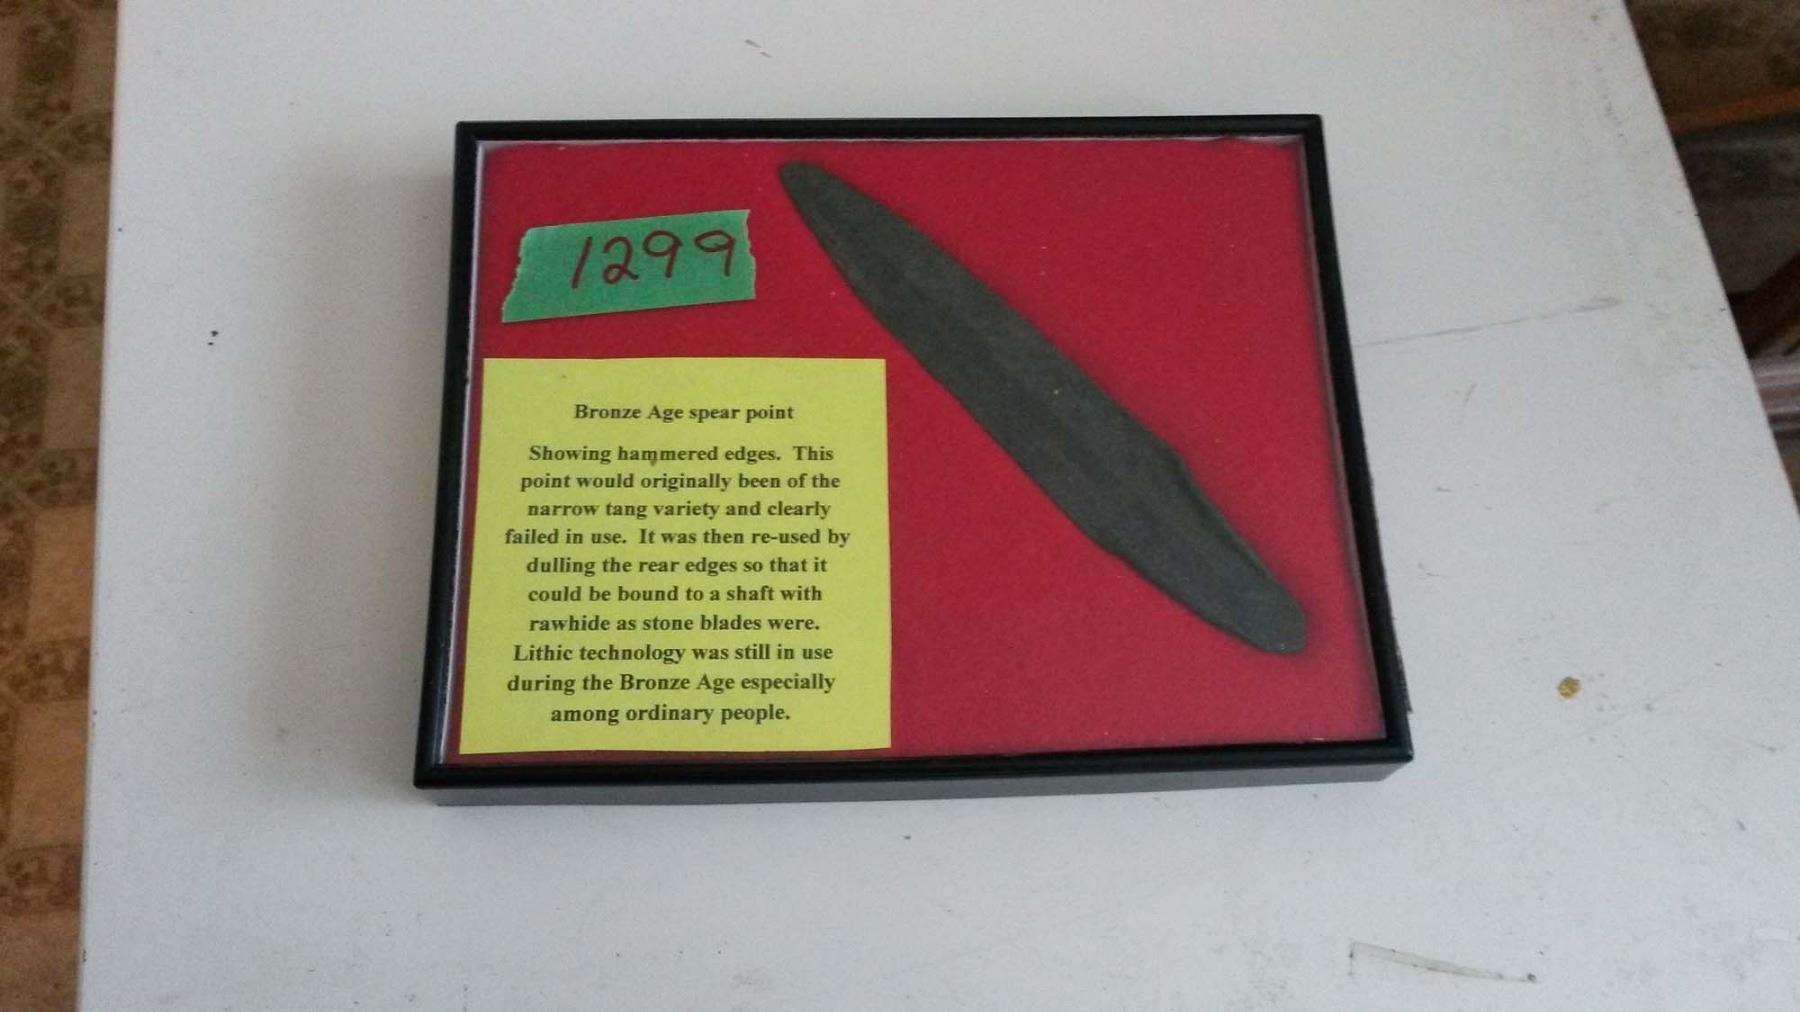 1299
Bronze Age spear point
Showing hammered edges. This
point would originally been of the
narrow tang variety and clearly
failed in use. It was then re-used by
dulling the rear edges so that it
could be bound to a shaft with
rawhide as stone blades were.
Lithic technology was still in use
during the Bronze Age especially
among ordinary people.